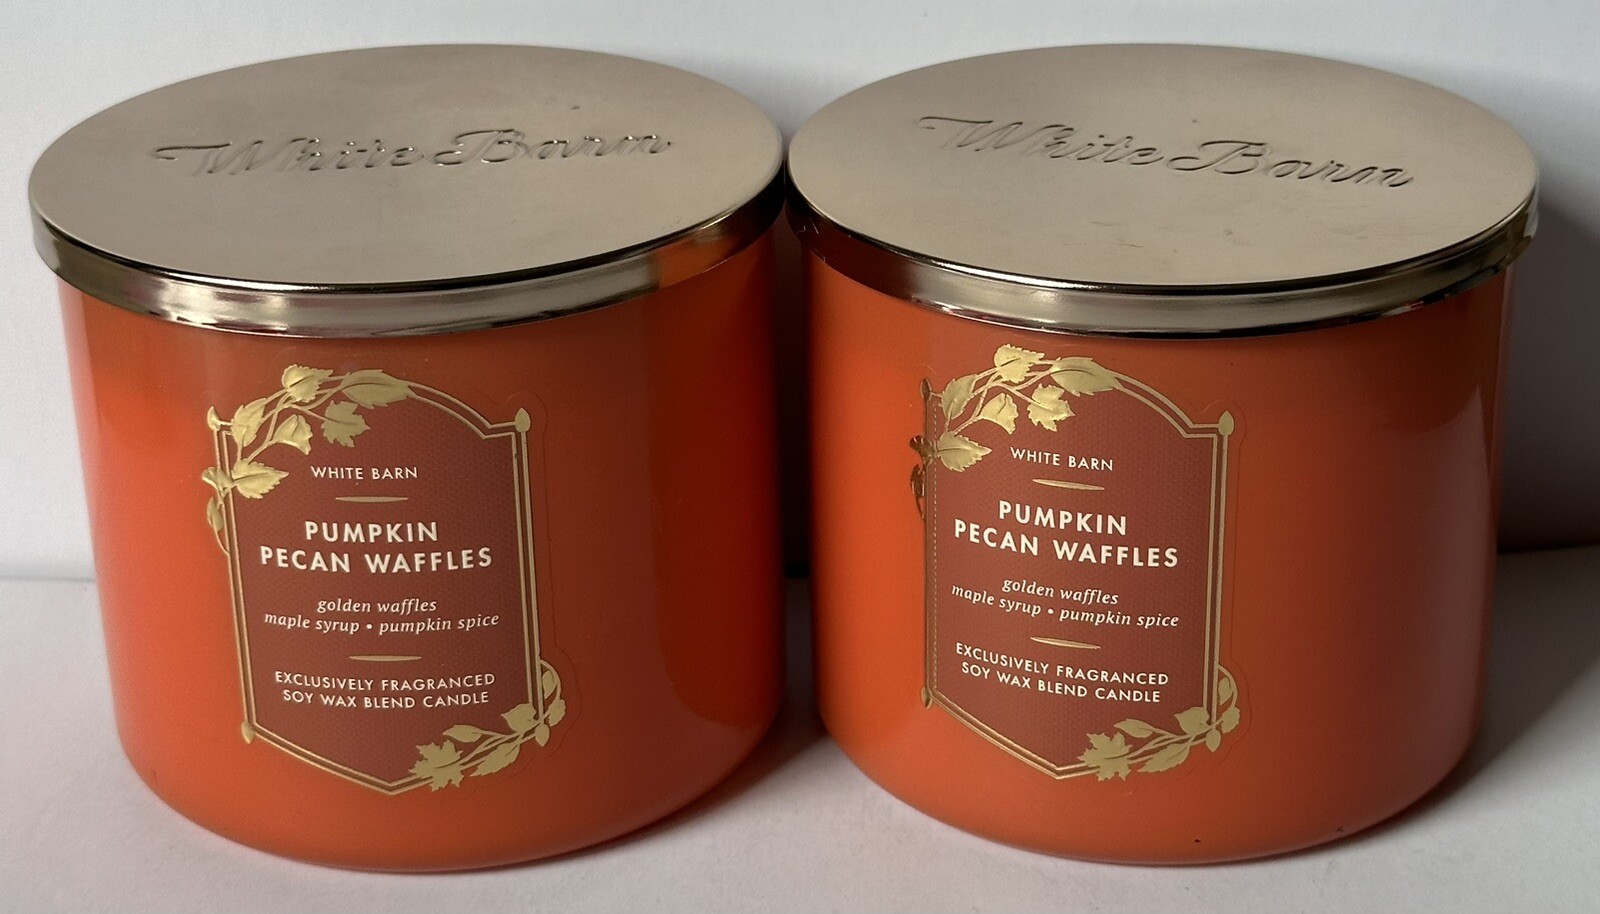 White Barn
WHITE BARN
PUMPKIN
PECAN WAFFLES
golden waffles
maple syrup • pumpkin spice
EXCLUSIVELY FRAGRANCED
SOY WAX BLEND CANDLE
White Barn
WHITE BARN
PUMPKIN
PECAN WAFFLES
golden waffles
maple syrup • pumpkin spice
EXCLUSIVELY FRAGRANCED
SOY WAX BLEND CANDLE